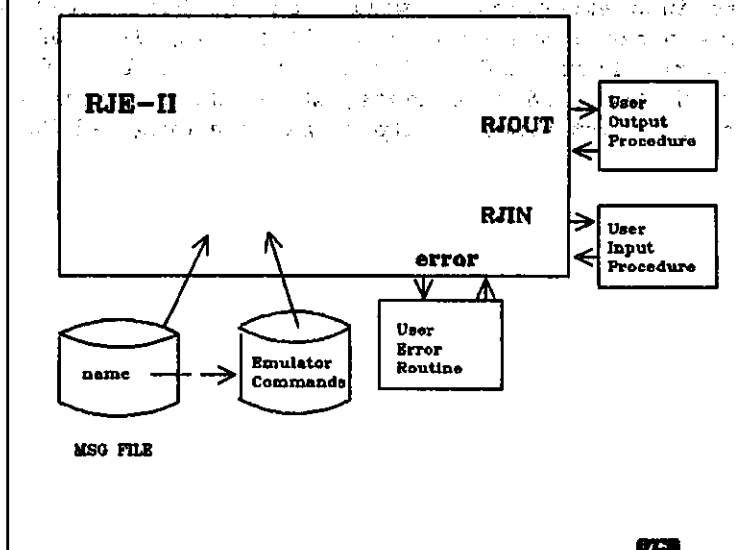 RJE-II
RJOUT
User
Output
Procedure
RJIN
User
Input
Procedure
error
User
Error
Routine
name
Emulator
Commands
MSG FILE